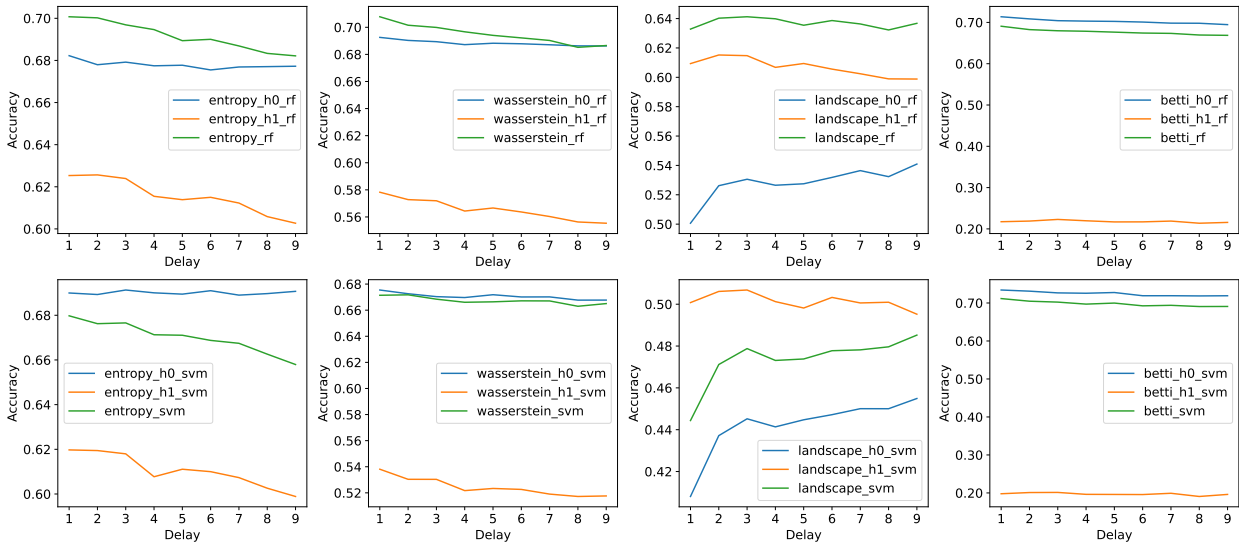 0.70
0.68
0.66
0.64
0.62
0.60
Accuracy
entropy_h0_rf
entropy_h1_rf
entropy_rf
1 2 3 4 5 6 7 8 9
Delay
0.70
0.68
0.66
0.64
0.62
0.60
0.58
0.56
Accuracy
wasserstein_h0_rf
wasserstein_h1_rf
wasserstein_rf
1 2 3 4 5 6 7 8 9
Delay
0.64
0.62
0.60
0.58
0.56
0.54
0.52
0.50
Accuracy
landscape_h0_rf
landscape_h1_rf
landscape_rf
1 2 3 4 5 6 7 8 9
Delay
0.70
0.60
0.50
0.40
0.30
0.20
Accuracy
betti_h0_rf
betti_h1_rf
betti_rf
1 2 3 4 5 6 7 8 9
Delay
0.68
0.66
0.64
0.62
0.60
Accuracy
entropy_h0_svm
entropy_h1_svm
entropy_svm
1 2 3 4 5 6 7 8 9
Delay
0.68
0.66
0.64
0.62
0.60
0.58
0.56
0.54
0.52
Accuracy
wasserstein_h0_svm
wasserstein_h1_svm
wasserstein_svm
1 2 3 4 5 6 7 8 9
Delay
0.50
0.48
0.46
0.44
0.42
Accuracy
landscape_h0_svm
landscape_h1_svm
landscape_svm
1 2 3 4 5 6 7 8 9
Delay
0.70
0.60
0.50
0.40
0.30
0.20
Accuracy
betti_h0_svm
betti_h1_svm
betti_svm
1 2 3 4 5 6 7 8 9
Delay